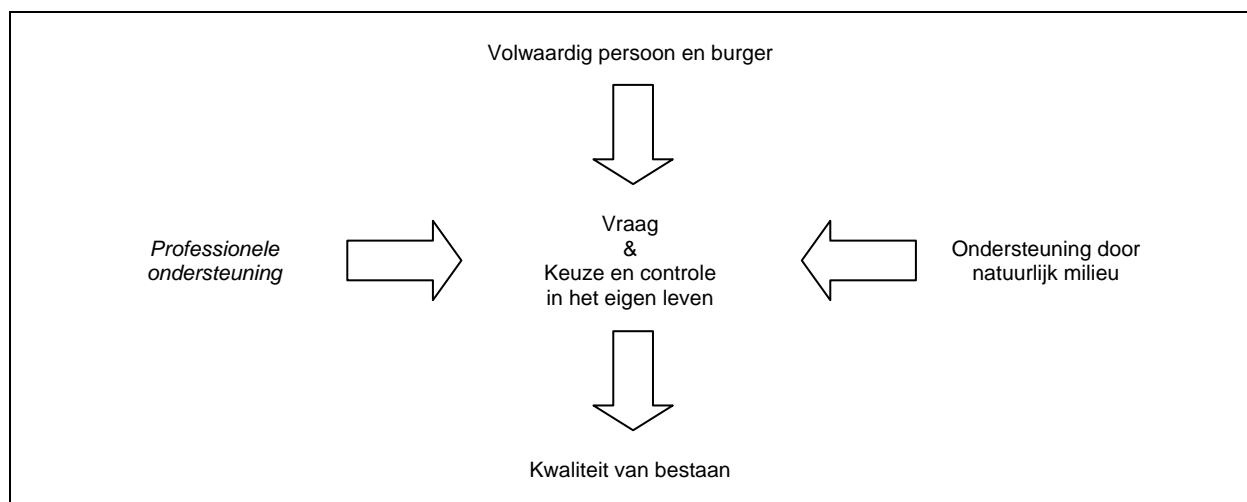 Volwaardig persoon en burger
Professionele
ondersteuning
Vraag
&
Keuze en controle
in het eigen leven
Ondersteuning door
natuurlijk milieu
Kwaliteit van bestaan